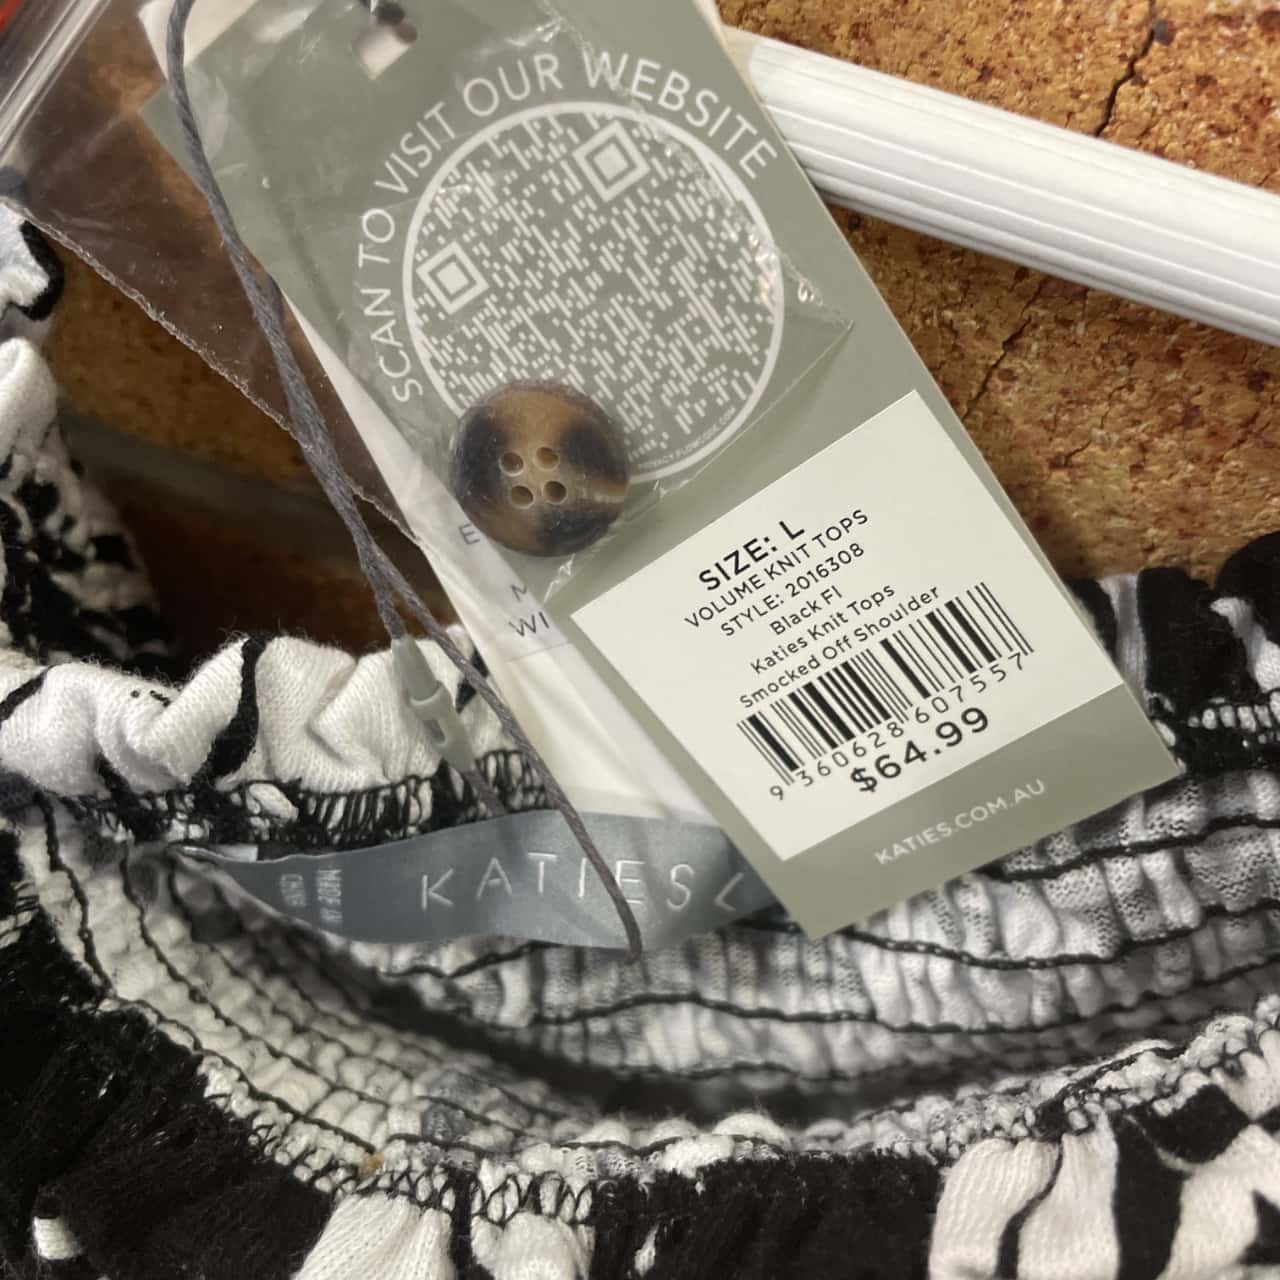 SCAN TO VISIT OUR WEBSITE
SIZE: L
VOLUME KNIT TOPS
STYLE: 2016308
Black Fl
Katies Knit Tops
Smocked Off Shoulder
9 360628 607557
$64.99
KATIES.COM.AU
E
M
WI
KATIES
L